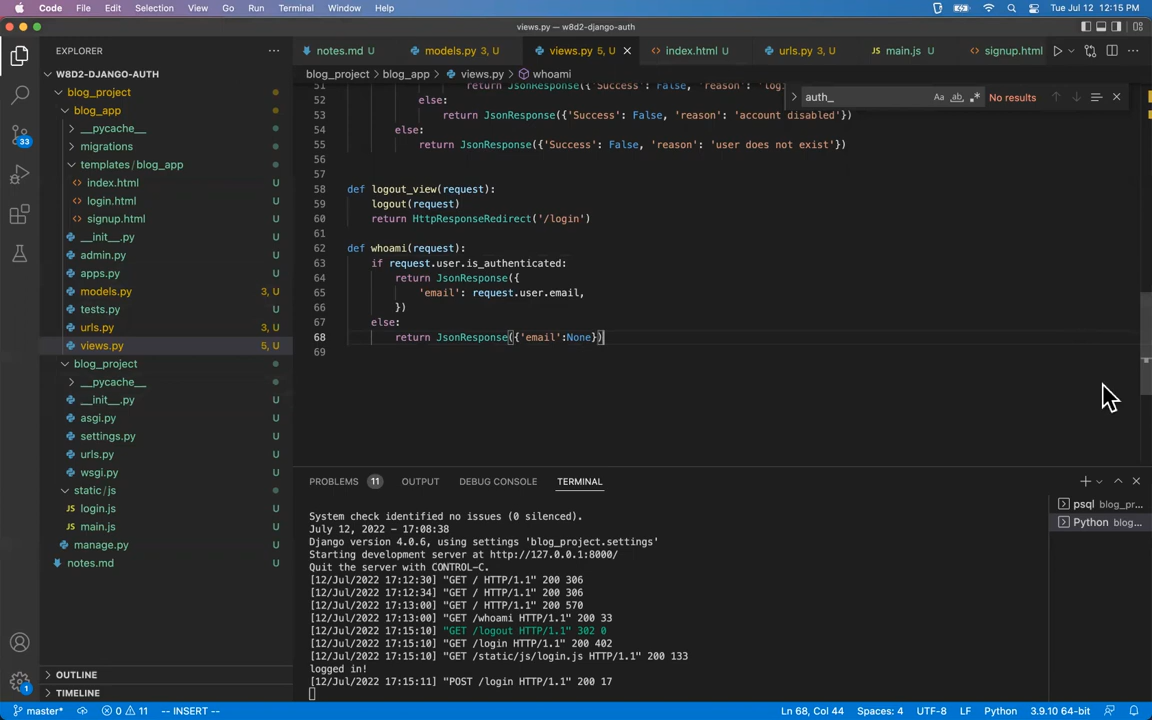 Code File Edit Selection View Go Run Terminal Window Help Tue Jul 12 12:15 PM
views.py — w8d2-django-auth
EXPLORER
W8D2-DJANGO-AUTH
blog_project
blog_app
__pycache__
migrations
templates/blog_app
index.html U
login.html U
signup.html U
__init__.py U
admin.py U
apps.py U
models.py 3, U
tests.py U
urls.py 3, U
views.py 5, U
blog_project
__pycache__
__init__.py U
asgi.py U
settings.py U
urls.py U
wsgi.py U
static/js
login.js U
main.js U
manage.py U
notes.md U
OUTLINE
TIMELINE
33
1
notes.md U models.py 3, U views.py 5, U index.html U urls.py 3, U main.js U signup.html U
blog_project > blog_app > views.py > whoami
auth_ Aa ab No results
51 return JsonResponse({'Success': False, 'reason': 'log
52 else:
53 return JsonResponse({'Success': False, 'reason': 'account disabled'})
54 else:
55 return JsonResponse({'Success': False, 'reason': 'user does not exist'})
56
57
58 def logout_view(request):
59 logout(request)
60 return HttpResponseRedirect('/login')
61
62 def whoami(request):
63 if request.user.is_authenticated:
64 return JsonResponse({
65 'email': request.user.email,
66 })
67 else:
68 return JsonResponse({'email':None})
69
PROBLEMS 11 OUTPUT DEBUG CONSOLE TERMINAL
System check identified no issues (0 silenced).
July 12, 2022 - 17:08:38
Django version 4.0.6, using settings 'blog_project.settings'
Starting development server at http://127.0.0.1:8000/
Quit the server with CONTROL-C.
[12/Jul/2022 17:12:30] "GET / HTTP/1.1" 200 306
[12/Jul/2022 17:12:34] "GET / HTTP/1.1" 200 306
[12/Jul/2022 17:13:00] "GET / HTTP/1.1" 200 570
[12/Jul/2022 17:13:00] "GET /whoami HTTP/1.1" 200 33
[12/Jul/2022 17:15:10] "GET /logout HTTP/1.1" 302 0
[12/Jul/2022 17:15:10] "GET /login HTTP/1.1" 200 402
[12/Jul/2022 17:15:10] "GET /static/js/login.js HTTP/1.1" 200 133
logged in!
[12/Jul/2022 17:15:11] "POST /login HTTP/1.1" 200 17
psql blog_pr...
Python blog...
master* 0 11 -- INSERT -- Ln 68, Col 44 Spaces: 4 UTF-8 LF Python 3.9.10 64-bit